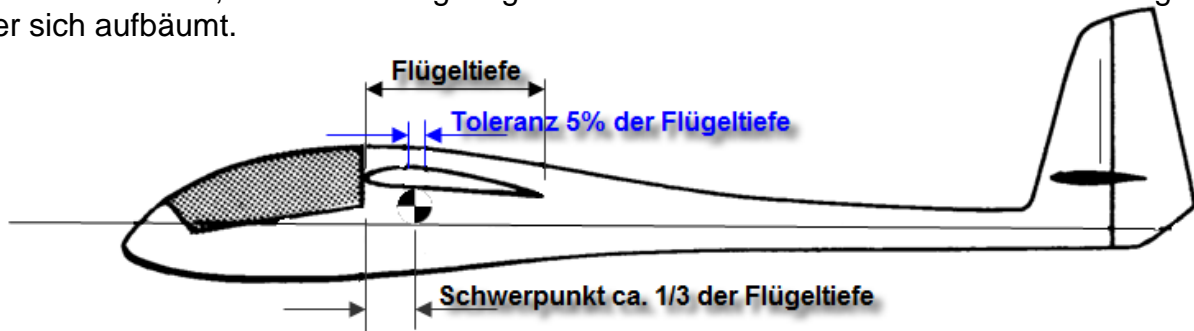 er sich aufbäumt.
Flügeltiefe
Toleranz 5% der Flügeltiefe
Schwerpunkt ca. 1/3 der Flügeltiefe